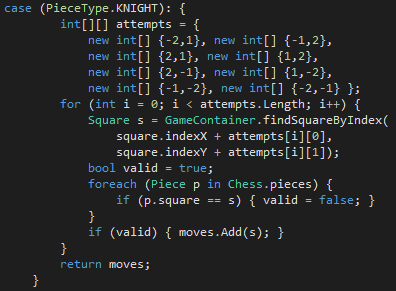 case (PieceType.KNIGHT): {
int[][] attempts = {
new int[] {-2,1}, new int[] {-1,2},
new int[] {2,1}, new int[] {1,2},
new int[] {2,-1}, new int[] {1,-2},
new int[] {-1,-2}, new int[] {-2,-1} };
for (int i = 0; i < attempts.Length; i++) {
Square s = GameContainer.findSquareByIndex(
square.indexX + attempts[i][0],
square.indexY + attempts[i][1]);
bool valid = true;
foreach (Piece p in Chess.pieces) {
if (p.square == s) { valid = false; }
}
if (valid) { moves.Add(s); }
}
return moves;
}